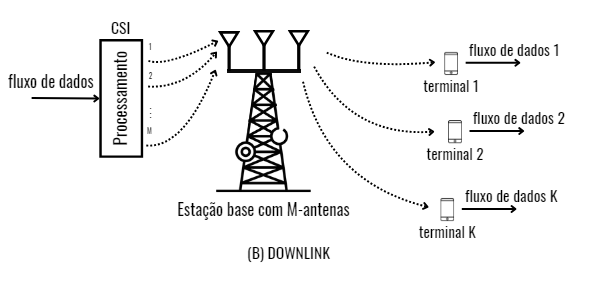 CSI
fluxo de dados
Processamento
1
2
⋮
M
fluxo de dados 1
terminal 1
fluxo de dados 2
terminal 2
fluxo de dados K
terminal K
Estação base com M-antenas
(B) DOWNLINK